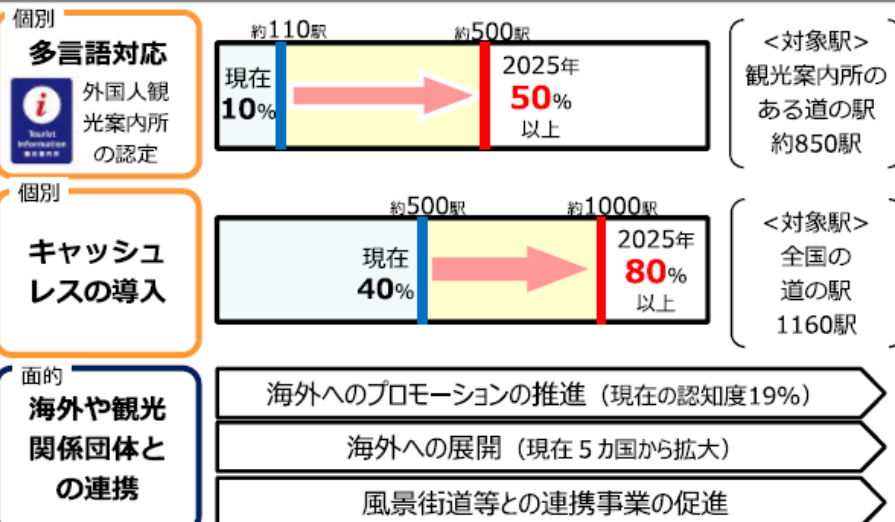 個別
多言語対応
i
Tourist
Information
観光案内所
外国人観
光案内所
の認定
約110駅
約500駅
現在
10%
2025年
50%
以上
<対象駅>
観光案内所の
ある道の駅
約850駅
個別
キャッシュ
レスの導入
約500駅
約1000駅
現在
40%
2025年
80%
以上
<対象駅>
全国の
道の駅
1160駅
面的
海外や観光
関係団体と
の連携
海外へのプロモーションの推進（現在の認知度19%）
海外への展開（現在５カ国から拡大）
風景街道等との連携事業の促進